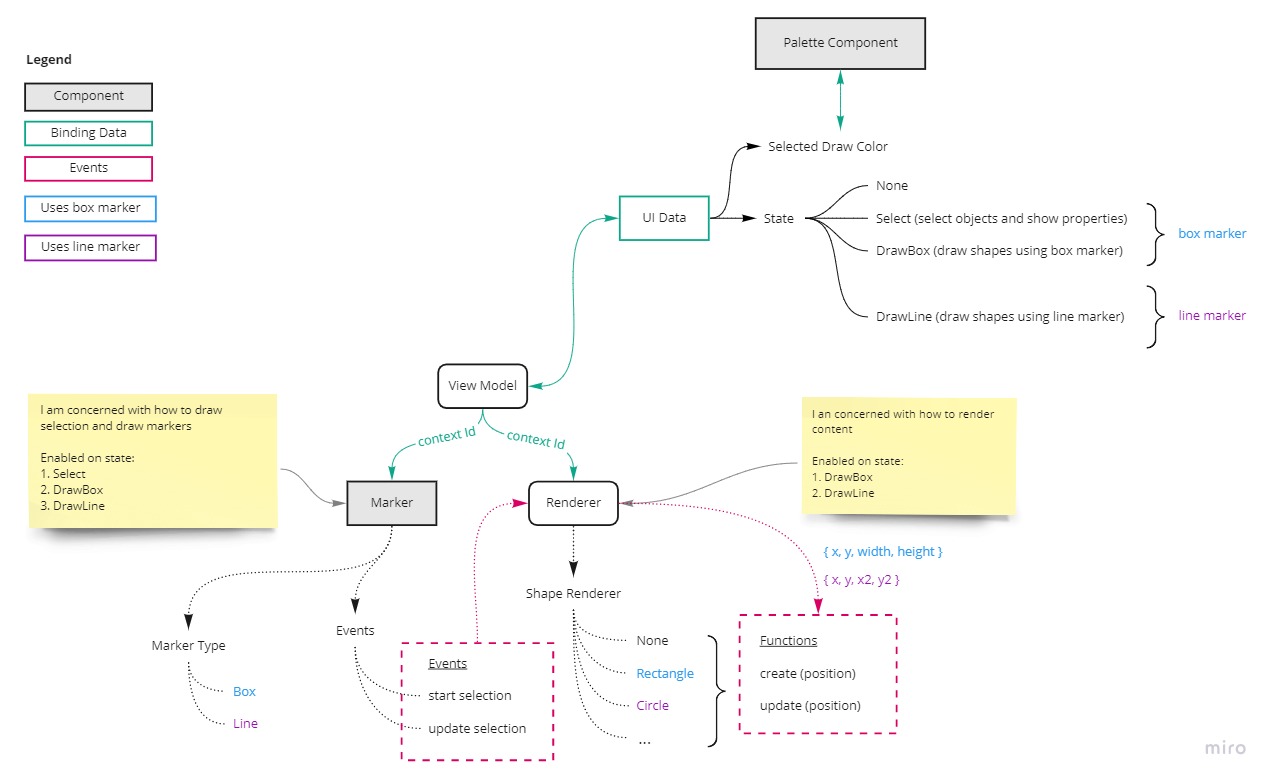 Legend
Component
Binding Data
Events
Uses box marker
Uses line marker
Palette Component
Selected Draw Color
UI Data
State
None
Select (select objects and show properties)
DrawBox (draw shapes using box marker)
DrawLine (draw shapes using line marker)
box marker
line marker
View Model
context Id
context Id
I am concerned with how to draw
selection and draw markers
Enabled on state:
1. Select
2. DrawBox
3. DrawLine
Marker
Renderer
I an concerned with how to render
content
Enabled on state:
1. DrawBox
2. DrawLine
{ x, y, width, height }
{ x, y, x2, y2 }
Marker Type
Box
Line
Events
Events
start selection
update selection
Shape Renderer
None
Rectangle
Circle
...
Functions
create (position)
update (position)
miro